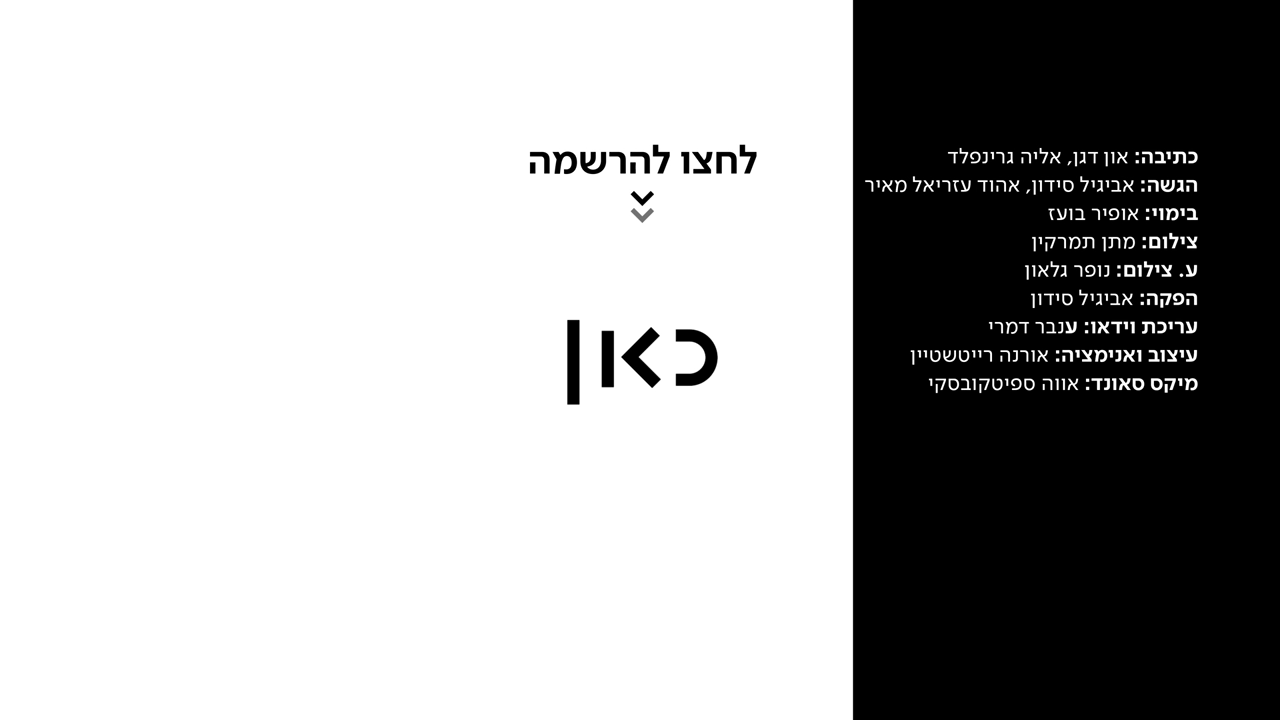 לחצו להרשמה
כאן
כתיבה: און דגן, אליה גרינפלד
הגשה: אביגיל סידון, אהוד עזריאל מאיר
בימוי: אופיר בועז
צילום: מתן תמרקין
ע. צילום: נופר גלאון
הפקה: אביגיל סידון
עריכת וידאו: ענבר דמרי
עיצוב ואנימציה: אורנה רייטשטיין
מיקס סאונד: אווה ספיטקובסקי